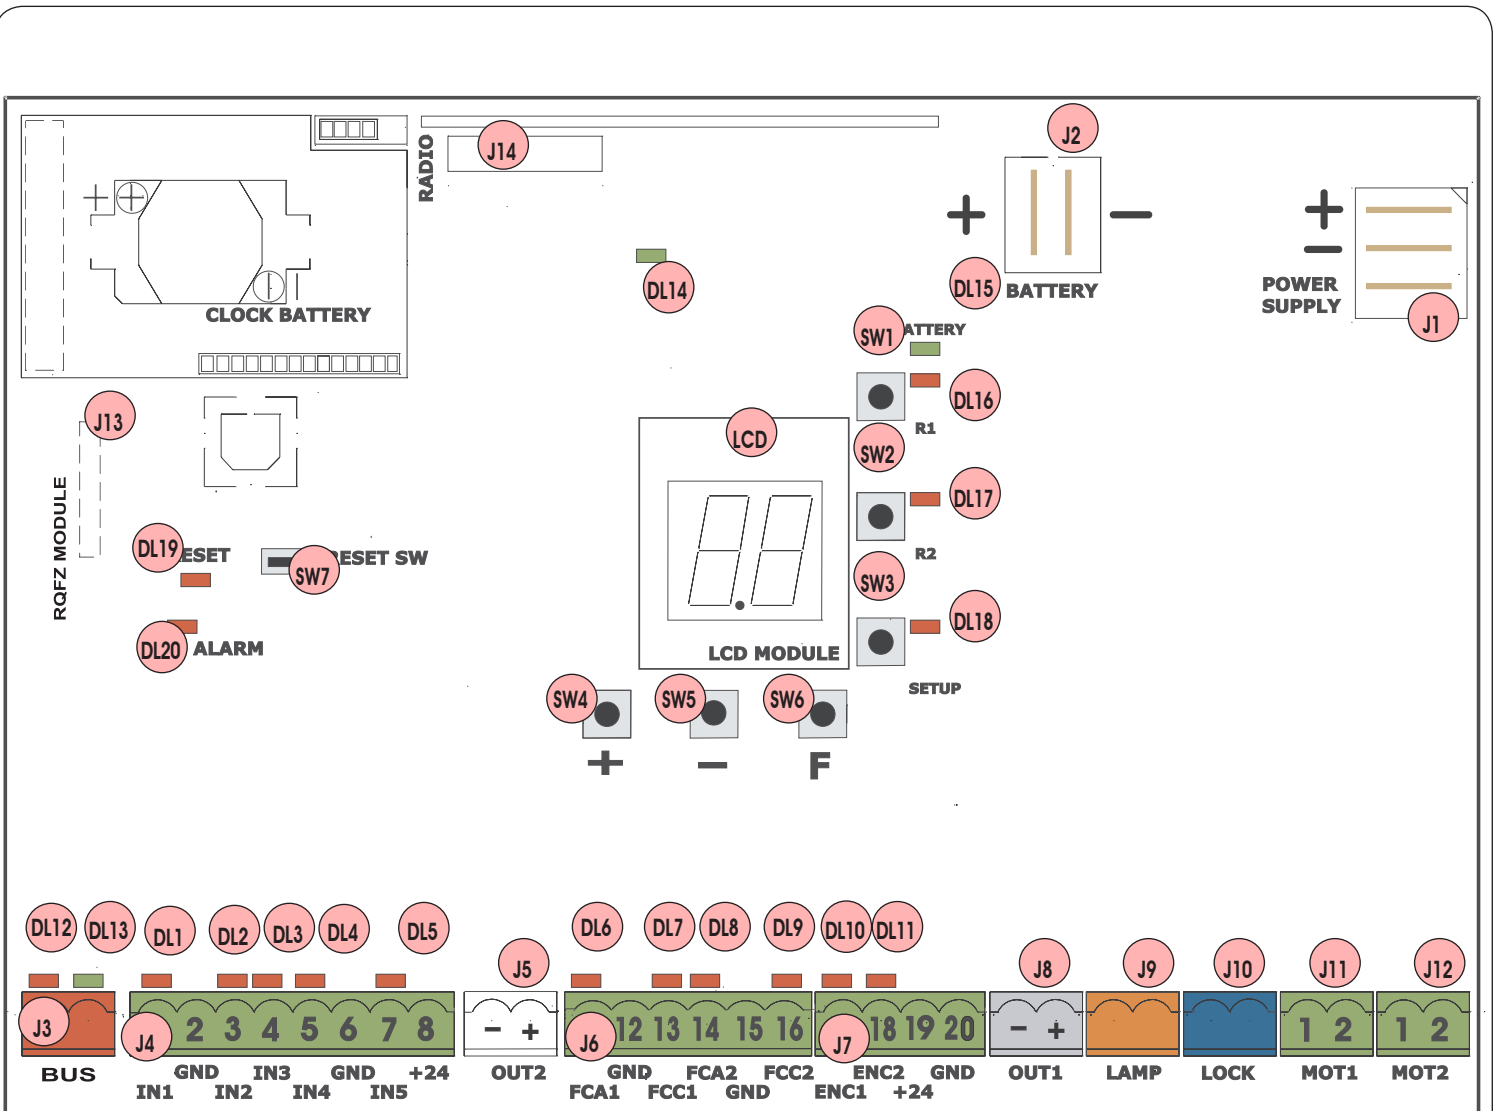 J2
RADIO
J14
+ -
+
-
+
DL14
DL15
BATTERY
POWER
SUPPLY
J1
CLOCK BATTERY
SW1
ATTERY
DL16
J13
R1
LCD
SW2
DL17
RQFZ MODULE
DL19
ESET
RESET SW
SW7
R2
SW3
DL20
ALARM
DL18
LCD MODULE
SETUP
SW4
SW5
SW6
+ - F
DL12 DL13 DL1 DL2 DL3 DL4 DL5 DL6 DL7 DL8 DL9 DL10 DL11
J5 J8 J9 J10 J11 J12
J3 J4 2 3 4 5 6 7 8 - + J6 12 13 14 15 16 J7 18 19 20 - + 1 2 1 2
BUS GND IN3 GND +24 OUT2 GND FCA2 FCC2 ENC2 GND OUT1 LAMP LOCK MOT1 MOT2
IN1 IN2 IN4 IN5 FCA1 FCC1 GND ENC1 +24